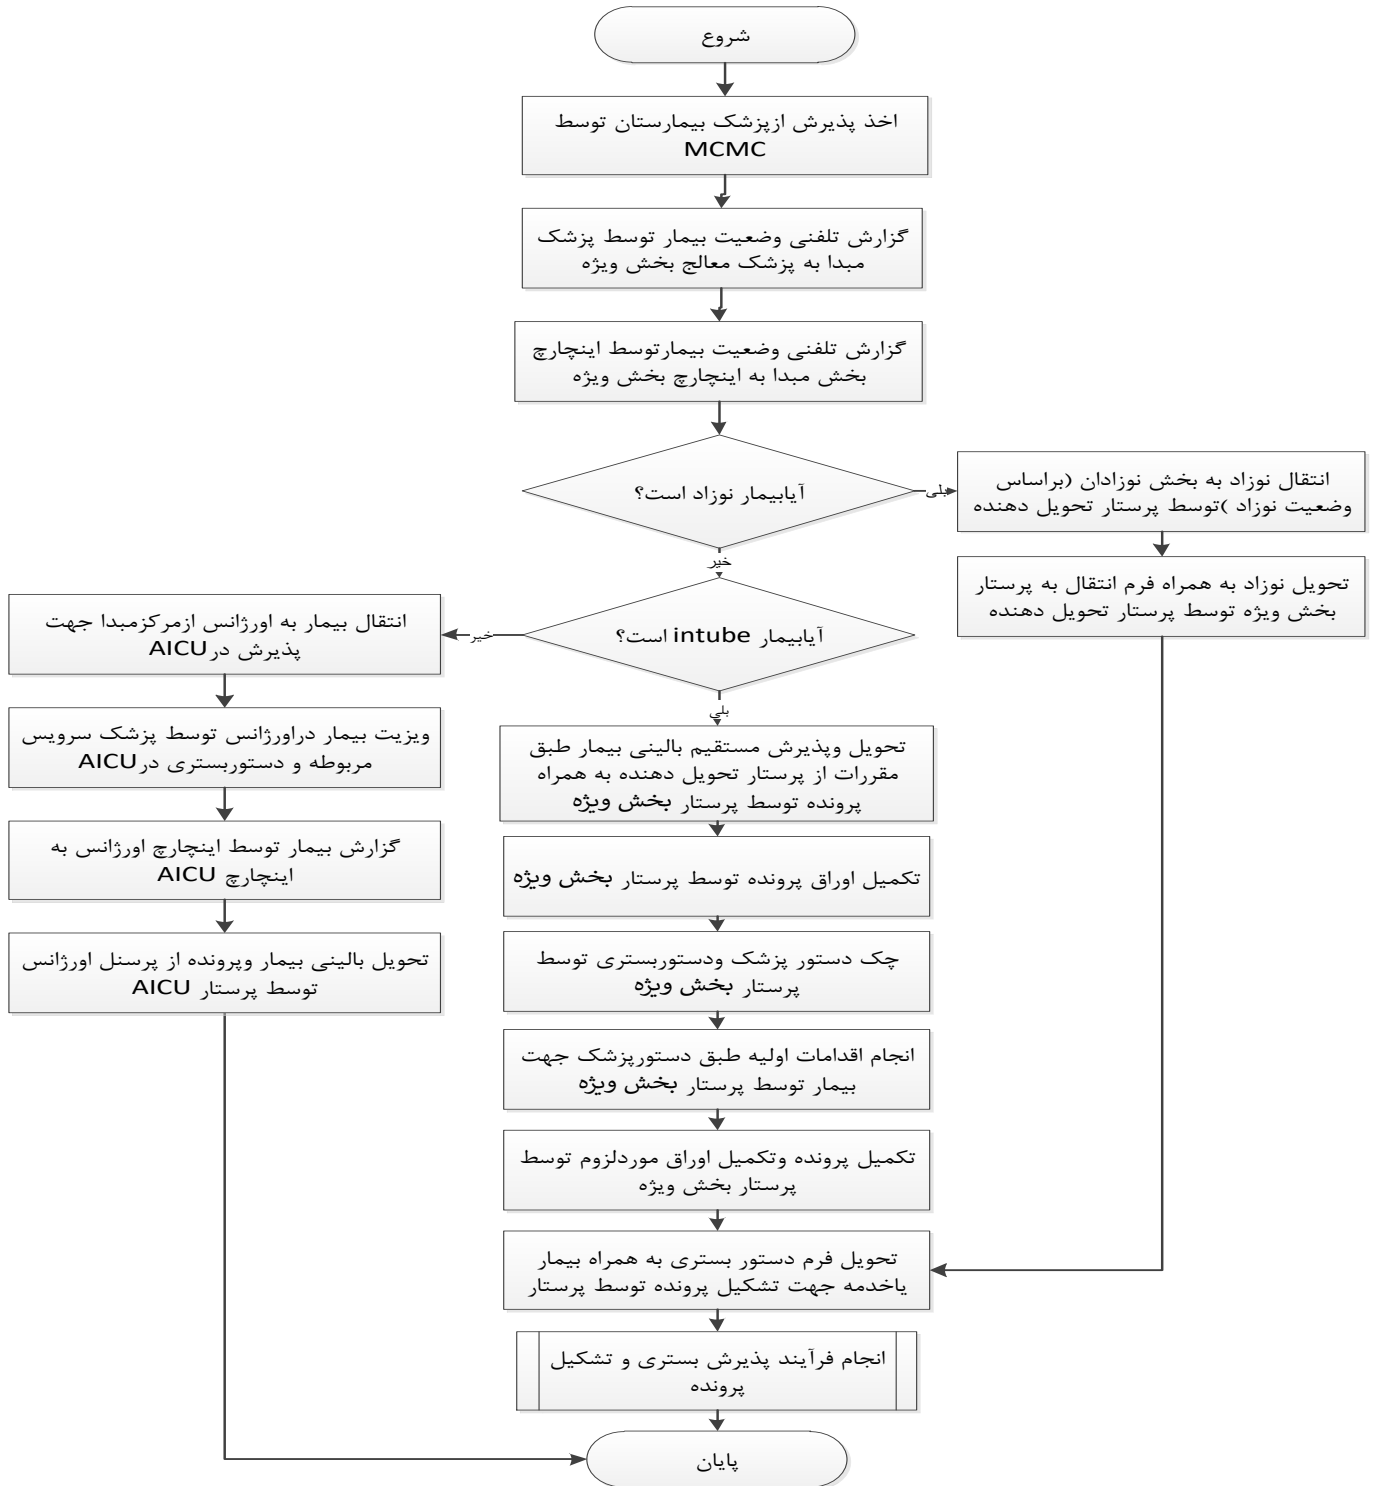 شروع
اخذ پذیرش ازپزشک بیمارستان توسط
MCMC
گزارش تلفنی وضعیت بیمار توسط پزشک
مبدا به پزشک معالج بخش ویژه
گزارش تلفنی وضعیت بیمارتوسط اینچارچ
بخش مبدا به اینچارچ بخش ویژه
آیابیمار نوزاد است؟
بلی
انتقال نوزاد به بخش نوزادان (براساس
وضعیت نوزاد )توسط پرستار تحویل دهنده
تحویل نوزاد به همراه فرم انتقال به پرستار
بخش ویژه توسط پرستار تحویل دهنده
خیر
آیابیمار intube است؟
خیر
انتقال بیمار به اورژانس ازمرکزمبدا جهت
پذیرش درAICU
ویزیت بیمار دراورژانس توسط پزشک سرویس
مربوطه و دستوربستری درAICU
گزارش بیمار توسط اینچارچ اورژانس به
اینچارچ AICU
تحویل بالینی بیمار وپرونده از پرسنل اورژانس
توسط پرستار AICU
بلی
تحویل وپذیرش مستقیم بالینی بیمار طبق
مقررات از پرستار تحویل دهنده به همراه
پرونده توسط پرستار بخش ویژه
تکمیل اوراق پرونده توسط پرستار بخش ویژه
چک دستور پزشک ودستوربستری توسط
پرستار بخش ویژه
انجام اقدامات اولیه طبق دستورپزشک جهت
بیمار توسط پرستار بخش ویژه
تکمیل پرونده وتکمیل اوراق موردلزوم توسط
پرستار بخش ویژه
تحویل فرم دستور بستری به همراه بیمار
یاخدمه جهت تشکیل پرونده توسط پرستار
انجام فرآیند پذیرش بستری و تشکیل
پرونده
پایان